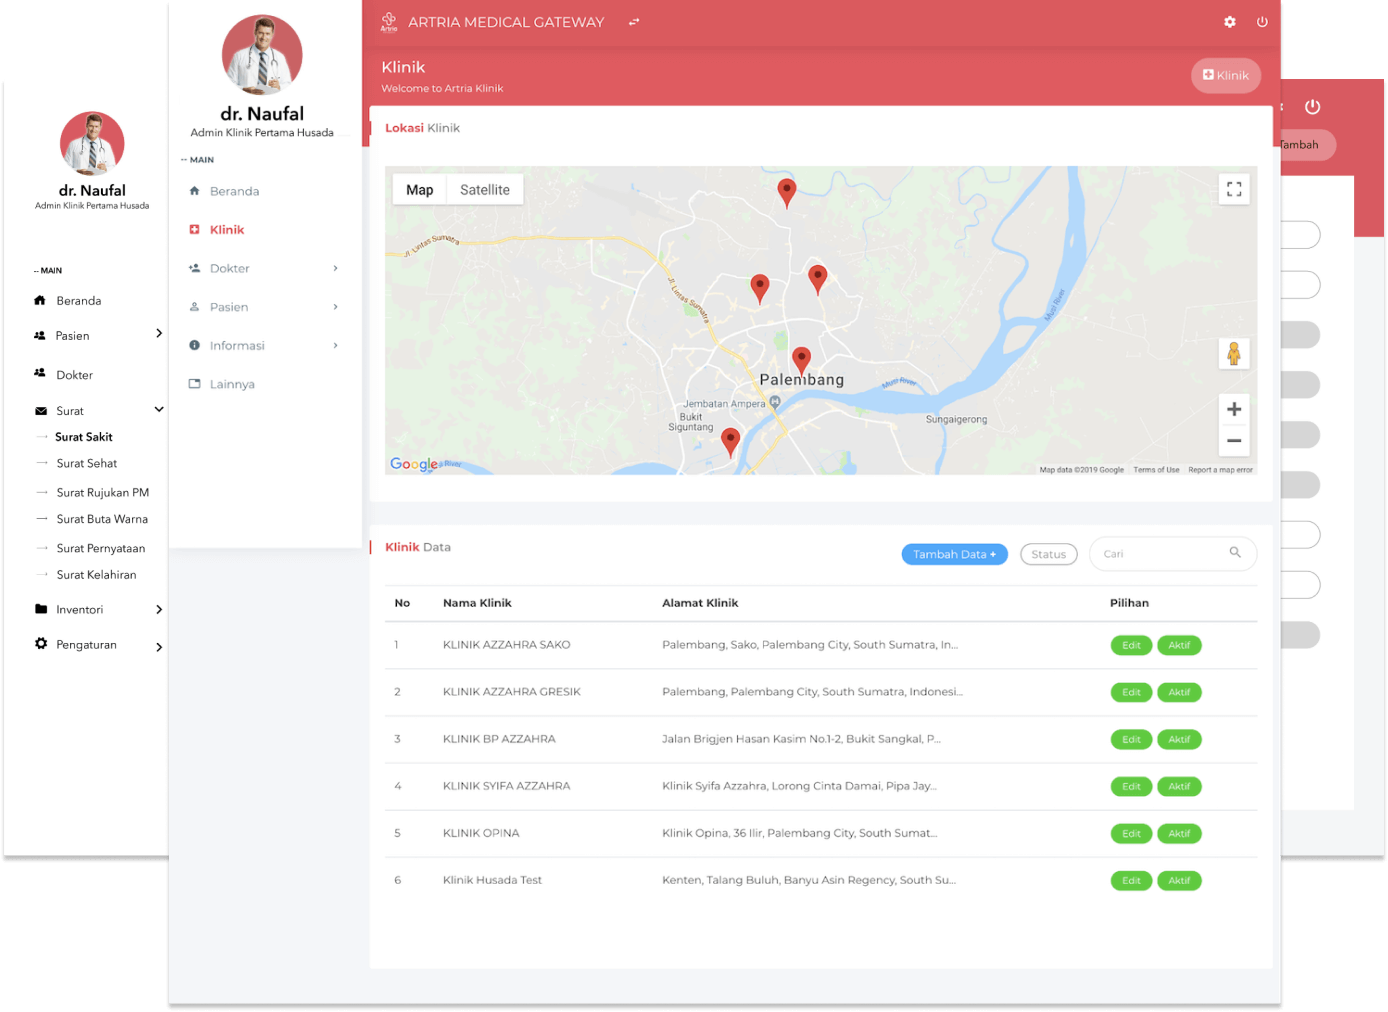 dr. Naufal
Admin Klinik Pertama Husada
-- MAIN
Beranda
Pasien
Dokter
Surat
Surat Sakit
Surat Sehat
Surat Rujukan PM
Surat Buta Warna
Surat Pernyataan
Surat Kelahiran
Inventori
Pengaturan
dr. Naufal
Admin Klinik Pertama Husada
-- MAIN
Beranda
Klinik
Dokter
Pasien
Informasi
Lainnya
Artria
ARTRIA MEDICAL GATEWAY
Klinik
Welcome to Artria Klinik
Klinik
Lokasi Klinik
Map Satellite
Jl. Lintas Sumatra
Jl. Lintas Sumatra
Musi River
Palembang
Musi River
Jembatan Ampera
Bukit
Siguntang
Sungaigerong
Google
River
Map data ©2019 Google Terms of Use Report a map error
Klinik Data
Tambah Data +
Status
Cari
No Nama Klinik Alamat Klinik Pilihan
1 KLINIK AZZAHRA SAKO Palembang, Sako, Palembang City, South Sumatra, In... Edit Aktif
2 KLINIK AZZAHRA GRESIK Palembang, Palembang City, South Sumatra, Indonesi... Edit Aktif
3 KLINIK BP AZZAHRA Jalan Brigjen Hasan Kasim No.1-2, Bukit Sangkal, P... Edit Aktif
4 KLINIK SYIFA AZZAHRA Klinik Syifa Azzahra, Lorong Cinta Damai, Pipa Jay... Edit Aktif
5 KLINIK OPINA Klinik Opina, 36 Ilir, Palembang City, South Sumat... Edit Aktif
6 Klinik Husada Test Kenten, Talang Buluh, Banyu Asin Regency, South Su... Edit Aktif
Tambah